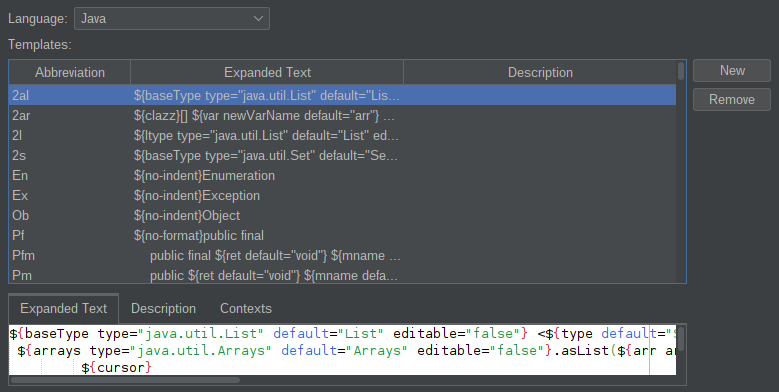 Language: Java
Templates:
Abbreviation Expanded Text Description
New
Remove
2al ${baseType type="java.util.List" default="Lis...
2ar ${clazz}[] ${var newVarName default="arr"} ...
2l ${ltype type="java.util.List" default="List" ed...
2s ${baseType type="java.util.Set" default="Se...
En ${no-indent}Enumeration
Ex ${no-indent}Exception
Ob ${no-indent}Object
Pf ${no-format}public final
Pfm public final ${ret default="void"} ${mname ...
Pm public ${ret default="void"} ${mname defa...
Expanded Text Description Contexts
${baseType type="java.util.List" default="List" editable="false"} <${type default="
${arrays type="java.util.Arrays" default="Arrays" editable="false"}.asList(${arr ar
${cursor}